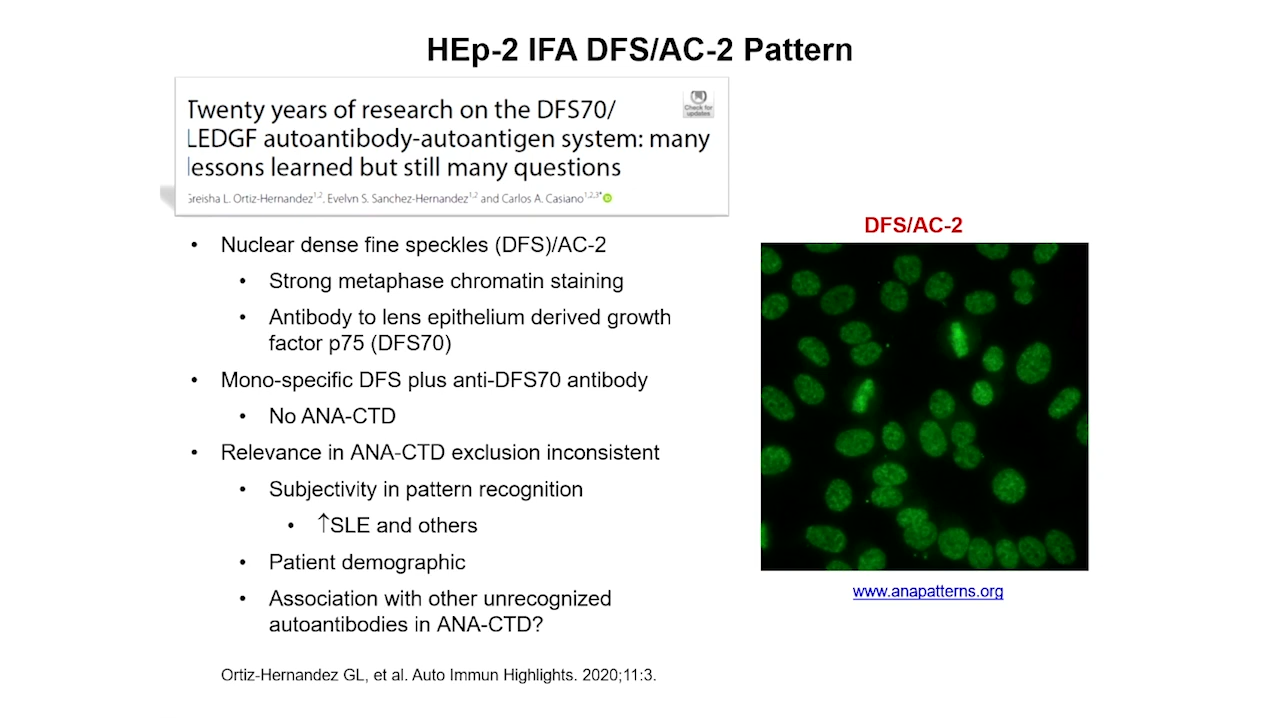 HEp-2 IFA DFS/AC-2 Pattern
Twenty years of research on the DFS70/
LEDGF autoantibody-autoantigen system: many
lessons learned but still many questions
Check for
updates
Greisha L. Ortiz-Hernandez1,2, Evelyn S. Sanchez-Hernandez1,2 and Carlos A. Casiano1,2,3*
• Nuclear dense fine speckles (DFS)/AC-2
• Strong metaphase chromatin staining
• Antibody to lens epithelium derived growth
factor p75 (DFS70)
• Mono-specific DFS plus anti-DFS70 antibody
• No ANA-CTD
• Relevance in ANA-CTD exclusion inconsistent
• Subjectivity in pattern recognition
• ↑SLE and others
• Patient demographic
• Association with other unrecognized
autoantibodies in ANA-CTD?
DFS/AC-2
www.anapatterns.org
Ortiz-Hernandez GL, et al. Auto Immun Highlights. 2020;11:3.